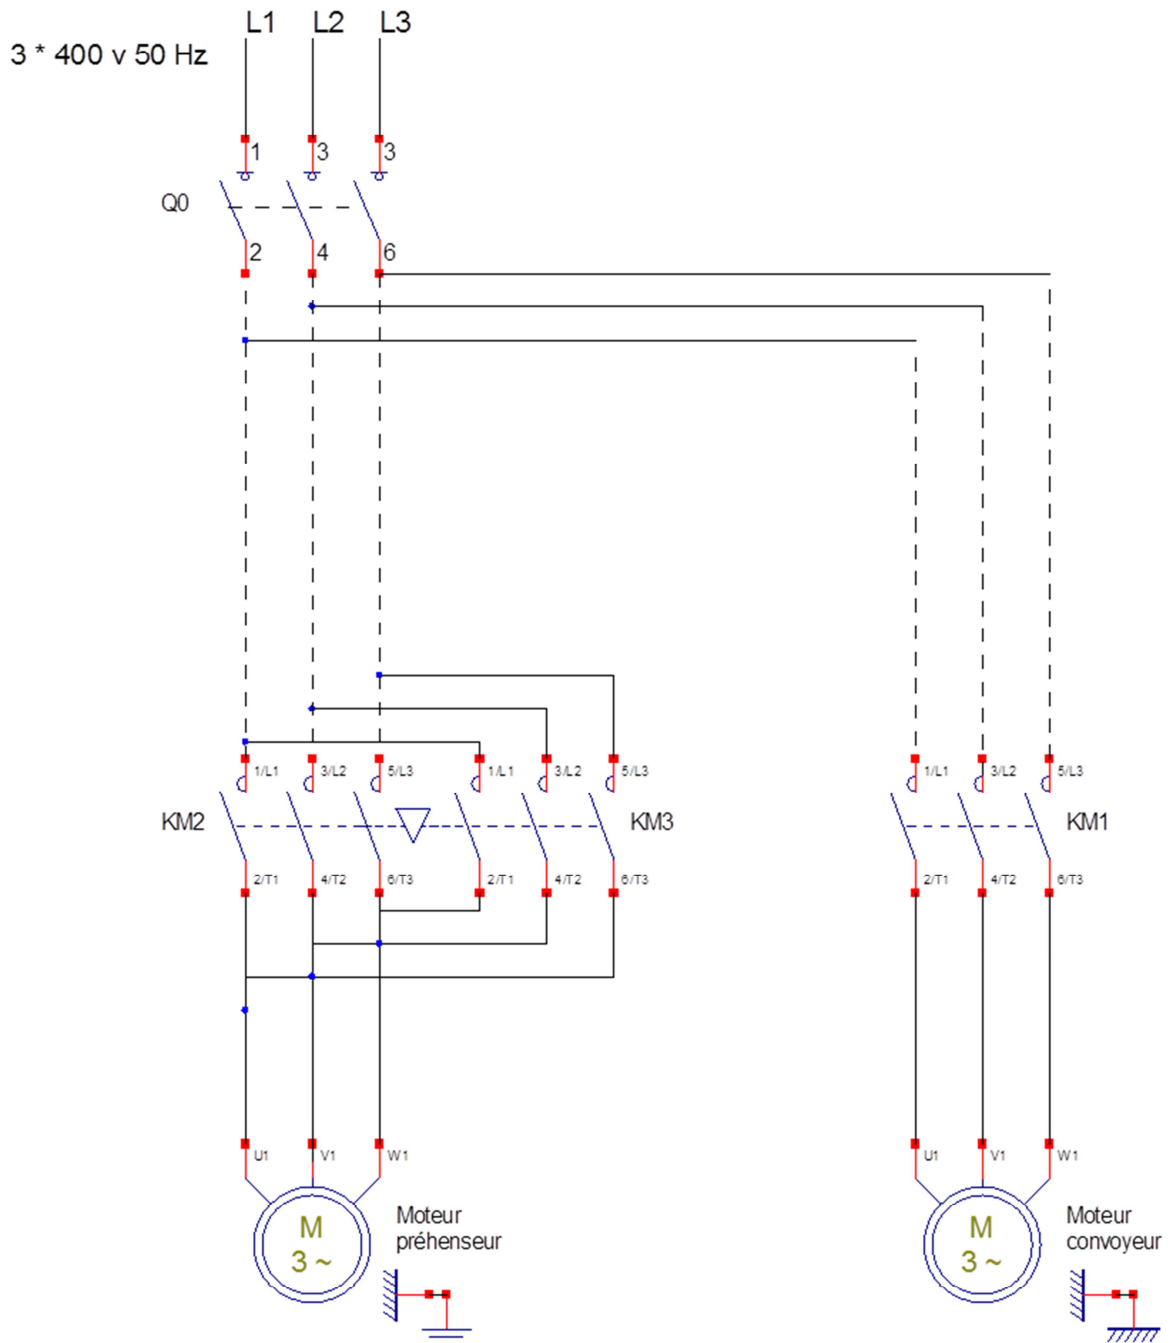 L1 L2 L3
3 * 400 v 50 Hz
1 3 3
Q0
2 4 6
1/L1 3/L2 5/L3 1/L1 3/L2 5/L3 1/L1 3/L2 5/L3
KM2 KM3 KM1
2/T1 4/T2 6/T3 2/T1 4/T2 6/T3 2/T1 4/T2 6/T3
U1 V1 W1 U1 V1 W1
M
3 ~
Moteur
préhenseur
M
3 ~
Moteur
convoyeur